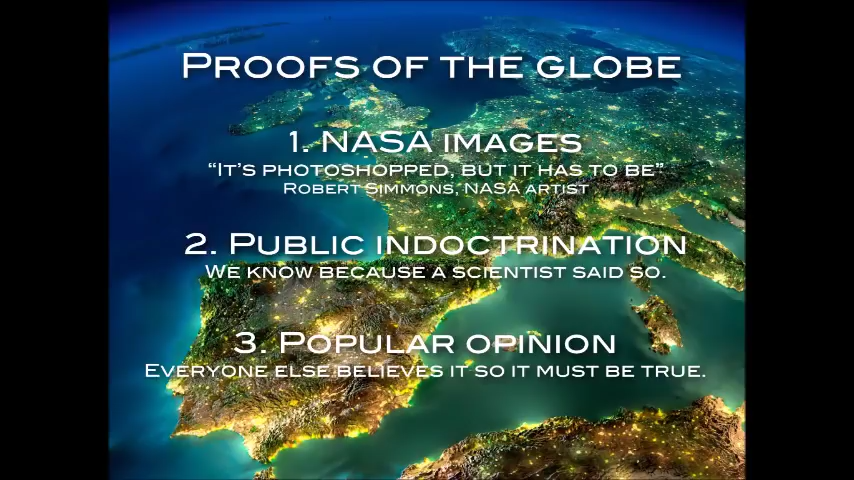 PROOFS OF THE GLOBE
1. NASA IMAGES
“IT’S PHOTOSHOPPED, BUT IT HAS TO BE”
ROBERT SIMMONS, NASA ARTIST
2. PUBLIC INDOCTRINATION
WE KNOW BECAUSE A SCIENTIST SAID SO.
3. POPULAR OPINION
EVERYONE ELSE BELIEVES IT SO IT MUST BE TRUE.